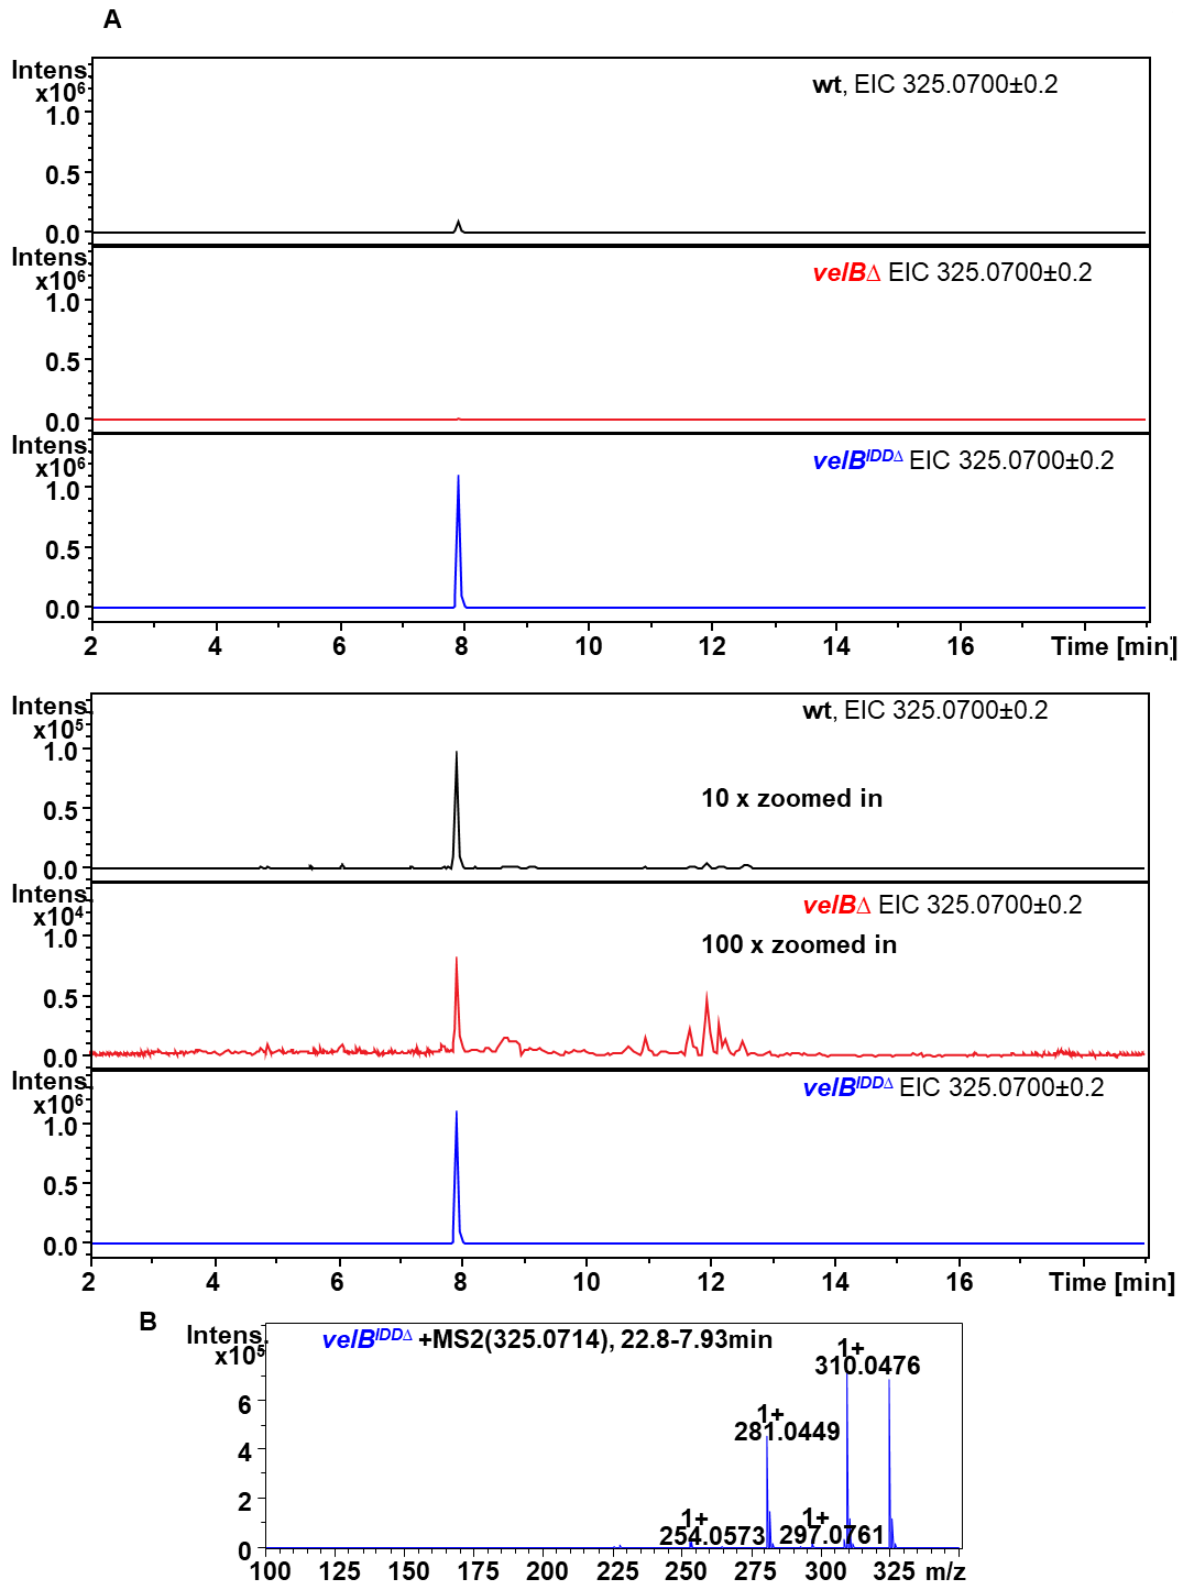 A
Intens.
x10⁶
wt, EIC 325.0700±0.2
1.0
0.5
0.0
Intens.
x10⁶
velB∆ EIC 325.0700±0.2
1.0
0.5
0.0
Intens.
x10⁶
velB^IDD∆ EIC 325.0700±0.2
1.0
0.5
0.0
2 4 6 8 10 12 14 16 Time [min]
Intens.
x10⁵
wt, EIC 325.0700±0.2
1.0
10 x zoomed in
0.5
0.0
Intens.
x10⁴
velB∆ EIC 325.0700±0.2
1.0
100 x zoomed in
0.5
0.0
Intens.
x10⁶
velB^IDD∆ EIC 325.0700±0.2
1.0
0.5
0.0
2 4 6 8 10 12 14 16 Time [min]
B
Intens.
x10⁵
velB^IDD∆ +MS2(325.0714), 22.8-7.93min
1+
310.0476
6
1+
281.0449
4
2
1+
254.0573
1+
297.0761
0
100 125 150 175 200 225 250 275 300 325 m/z